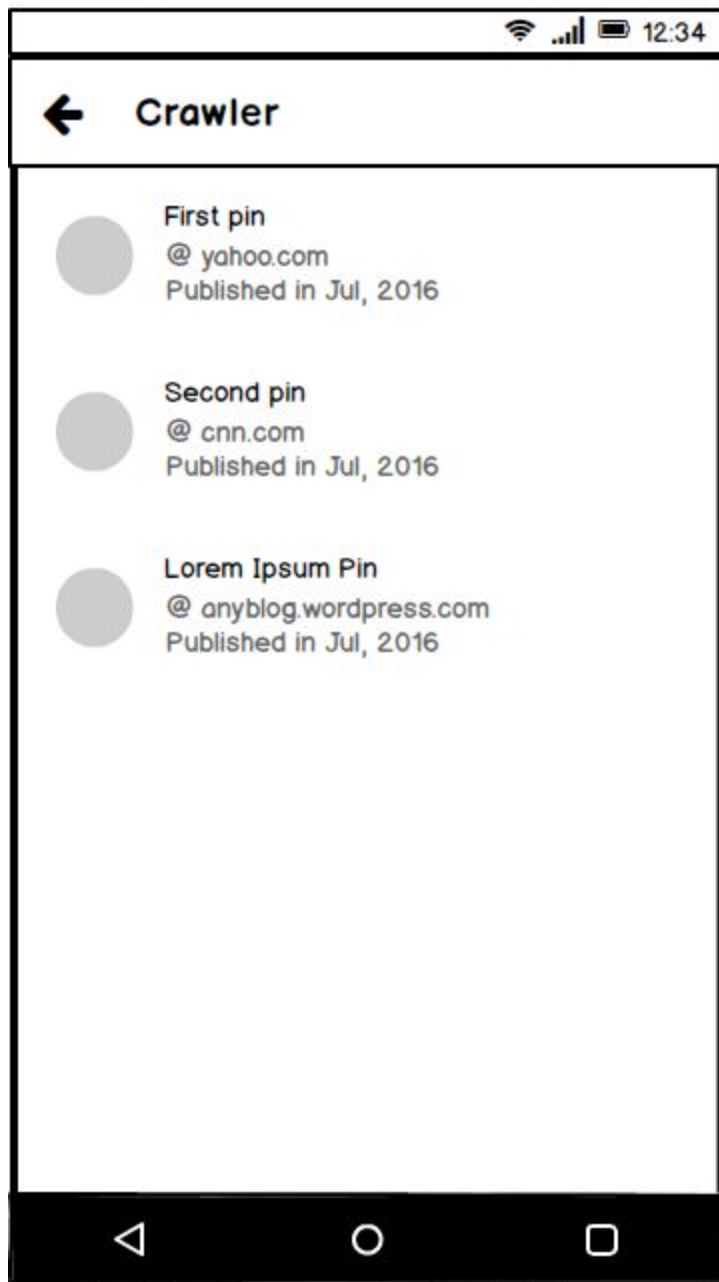 12:34
Crawler
First pin
@ yahoo.com
Published in Jul, 2016
Second pin
@ cnn.com
Published in Jul, 2016
Lorem Ipsum Pin
@ anyblog.wordpress.com
Published in Jul, 2016